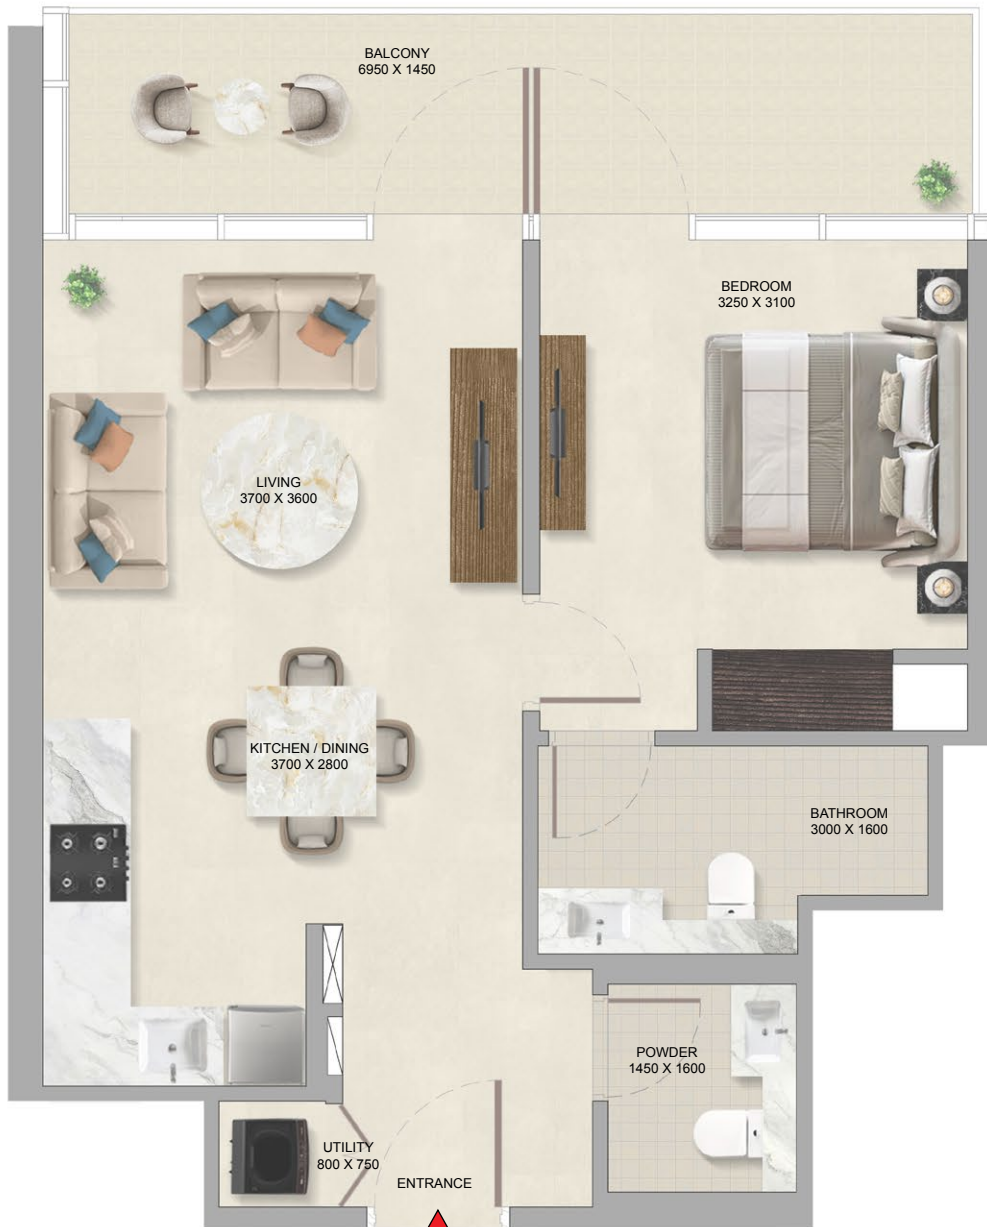 BALCONY
6950 X 1450
BEDROOM
3250 X 3100
LIVING
3700 X 3600
KITCHEN / DINING
3700 X 2800
BATHROOM
3000 X 1600
POWDER
1450 X 1600
UTILITY
800 X 750
ENTRANCE